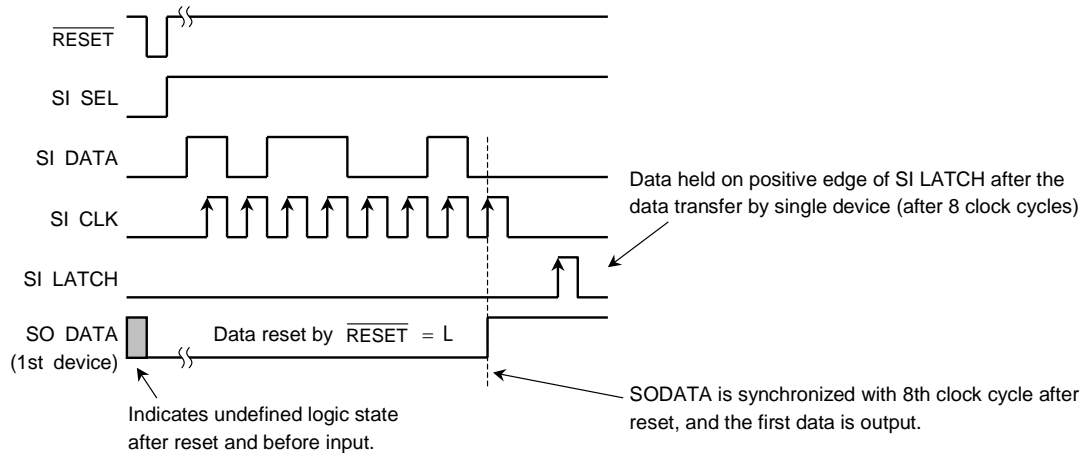 RESET
SI SEL
SI DATA
SI CLK
SI LATCH
SO DATA
(1st device)
Data reset by RESET = L
Data held on positive edge of SI LATCH after the
data transfer by single device (after 8 clock cycles)
Indicates undefined logic state
after reset and before input.
SODATA is synchronized with 8th clock cycle after
reset, and the first data is output.